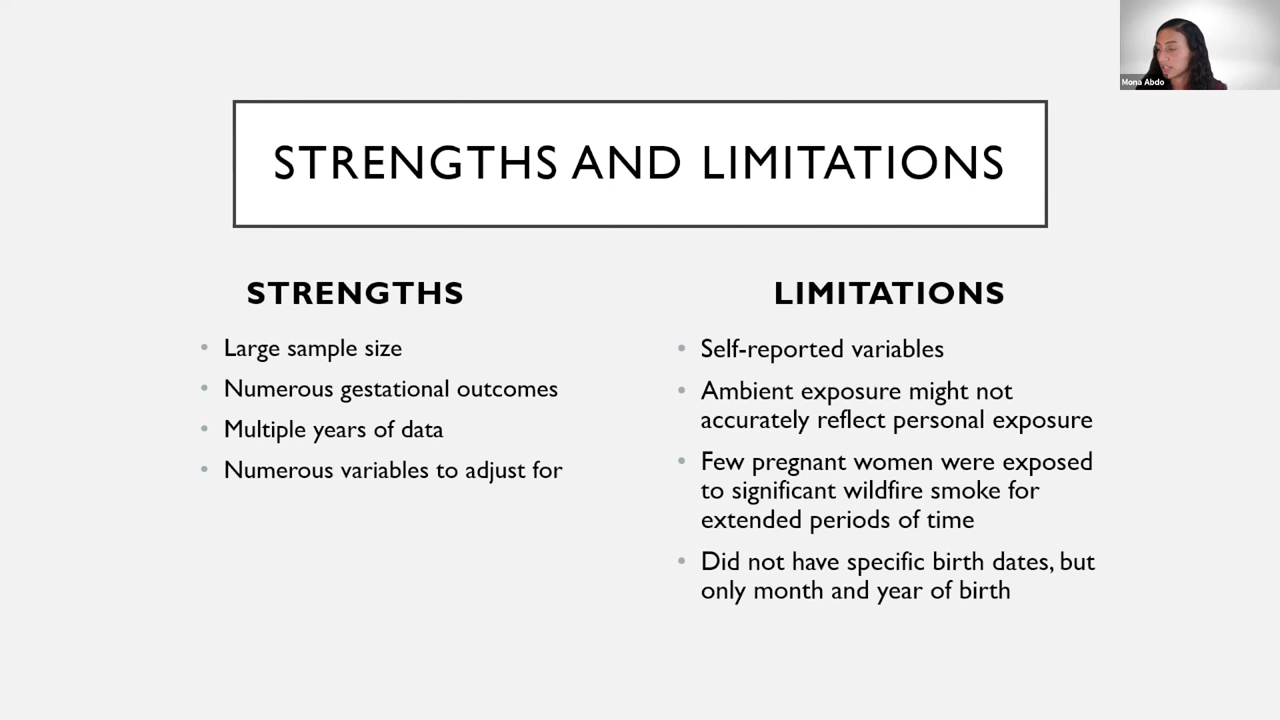 Mona Abdo
STRENGTHS AND LIMITATIONS
STRENGTHS
• Large sample size
• Numerous gestational outcomes
• Multiple years of data
• Numerous variables to adjust for
LIMITATIONS
• Self-reported variables
• Ambient exposure might not
accurately reflect personal exposure
• Few pregnant women were exposed
to significant wildfire smoke for
extended periods of time
• Did not have specific birth dates, but
only month and year of birth